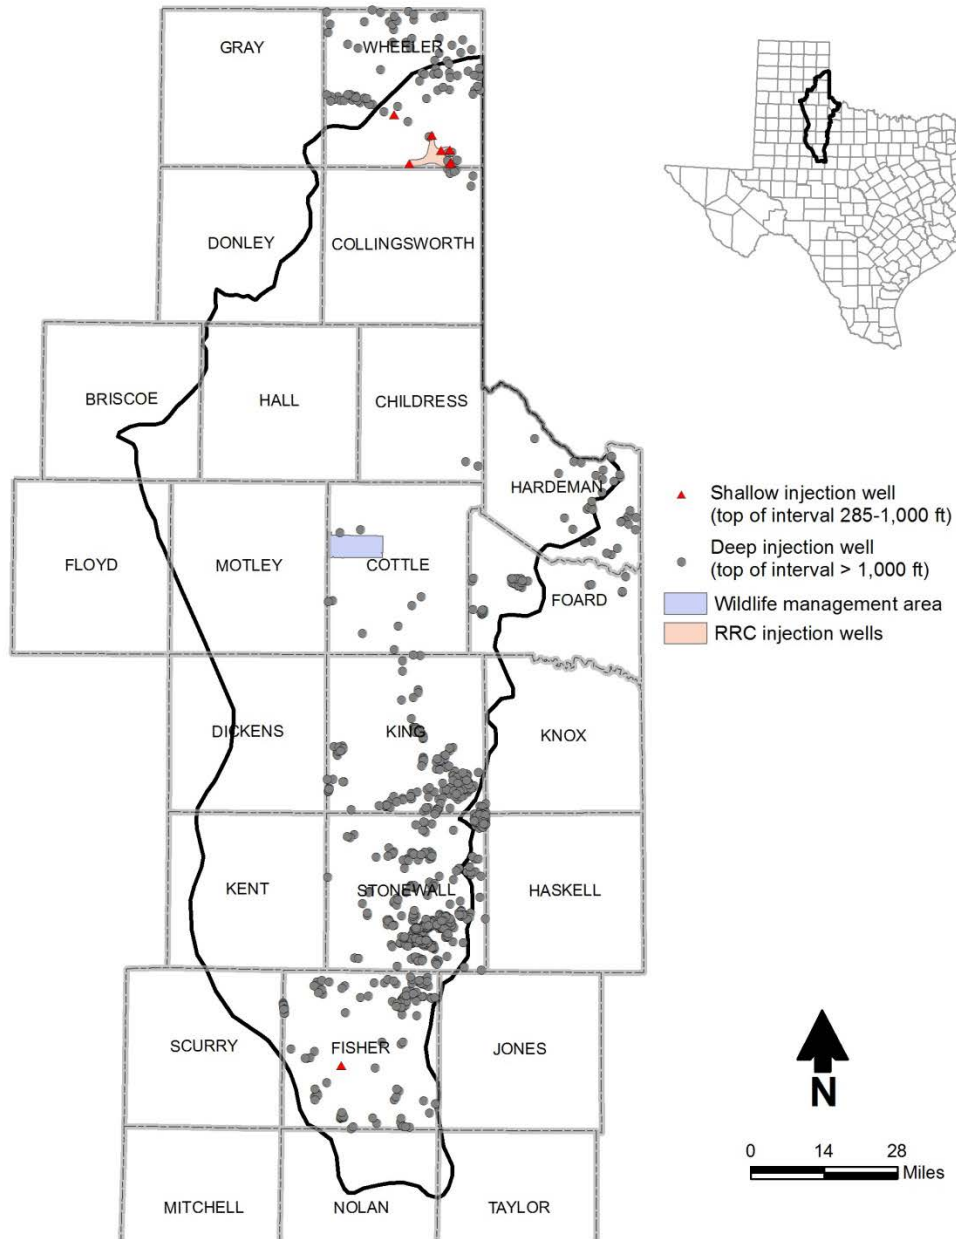 GRAY
WHEELER
DONLEY
COLLINGSWORTH
BRISCOE
HALL
CHILDRESS
HARDEMAN
FLOYD
MOTLEY
COTTLE
FOARD
DICKENS
KING
KNOX
KENT
STONEWALL
HASKELL
SCURRY
FISHER
JONES
MITCHELL
NOLAN
TAYLOR
Shallow injection well
(top of interval 285-1,000 ft)
Deep injection well
(top of interval > 1,000 ft)
Wildlife management area
RRC injection wells
N
0 14 28
Miles